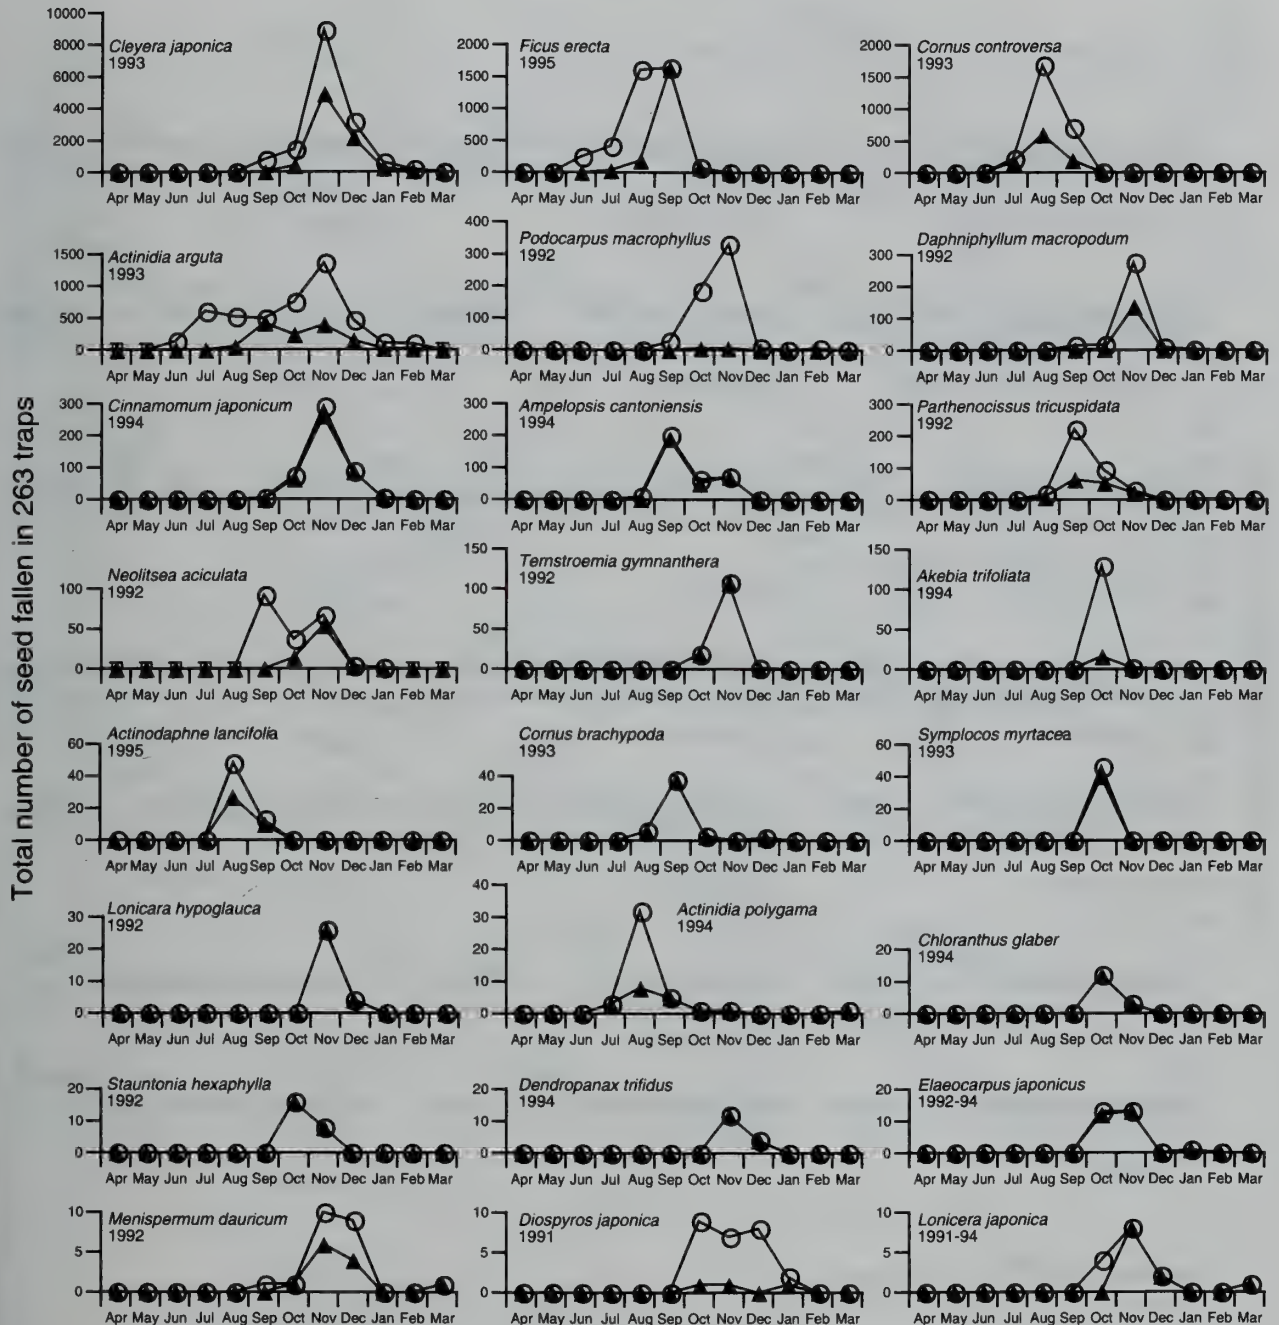 Total number of seed fallen in 263 traps
Cleyera japonica
1993
10000
8000
6000
4000
2000
0
Apr May Jun Jul Aug Sep Oct Nov Dec Jan Feb Mar
Ficus erecta
1995
2000
1500
1000
500
0
Apr May Jun Jul Aug Sep Oct Nov Dec Jan Feb Mar
Cornus controversa
1993
2000
1500
1000
500
0
Apr May Jun Jul Aug Sep Oct Nov Dec Jan Feb Mar
Actinidia arguta
1993
1500
1000
500
0
Apr May Jun Jul Aug Sep Oct Nov Dec Jan Feb Mar
Podocarpus macrophyllus
1992
400
300
200
100
0
Apr May Jun Jul Aug Sep Oct Nov Dec Jan Feb Mar
Daphniphyllum macropodum
1992
300
200
100
0
Apr May Jun Jul Aug Sep Oct Nov Dec Jan Feb Mar
Cinnamomum japonicum
1994
300
200
100
0
Apr May Jun Jul Aug Sep Oct Nov Dec Jan Feb Mar
Ampelopsis cantoniensis
1994
300
200
100
0
Apr May Jun Jul Aug Sep Oct Nov Dec Jan Feb Mar
Parthenocissus tricuspidata
1992
300
200
100
0
Apr May Jun Jul Aug Sep Oct Nov Dec Jan Feb Mar
Neolitsea aciculata
1992
100
50
0
Apr May Jun Jul Aug Sep Oct Nov Dec Jan Feb Mar
Ternstroemia gymnanthera
1992
150
100
50
0
Apr May Jun Jul Aug Sep Oct Nov Dec Jan Feb Mar
Akebia trifoliata
1994
150
100
50
0
Apr May Jun Jul Aug Sep Oct Nov Dec Jan Feb Mar
Actinodaphne lancifolia
1995
60
40
20
0
Apr May Jun Jul Aug Sep Oct Nov Dec Jan Feb Mar
Cornus brachypoda
1993
40
20
0
Apr May Jun Jul Aug Sep Oct Nov Dec Jan Feb Mar
Symplocos myrtacea
1993
60
40
20
0
Apr May Jun Jul Aug Sep Oct Nov Dec Jan Feb Mar
Lonicara hypoglauca
1992
30
20
10
0
Apr May Jun Jul Aug Sep Oct Nov Dec Jan Feb Mar
Actinidia polygama
1994
40
30
20
10
0
Apr May Jun Jul Aug Sep Oct Nov Dec Jan Feb Mar
Chloranthus glaber
1994
20
10
0
Apr May Jun Jul Aug Sep Oct Nov Dec Jan Feb Mar
Stauntonia hexaphylla
1992
20
10
0
Apr May Jun Jul Aug Sep Oct Nov Dec Jan Feb Mar
Dendropanax trifidus
1994
20
10
0
Apr May Jun Jul Aug Sep Oct Nov Dec Jan Feb Mar
Elaeocarpus japonicus
1992-94
20
10
0
Apr May Jun Jul Aug Sep Oct Nov Dec Jan Feb Mar
Menispermum dauricum
1992
10
5
0
Apr May Jun Jul Aug Sep Oct Nov Dec Jan Feb Mar
Diospyros japonica
1991
10
5
0
Apr May Jun Jul Aug Sep Oct Nov Dec Jan Feb Mar
Lonicera japonica
1991-94
10
5
0
Apr May Jun Jul Aug Sep Oct Nov Dec Jan Feb Mar